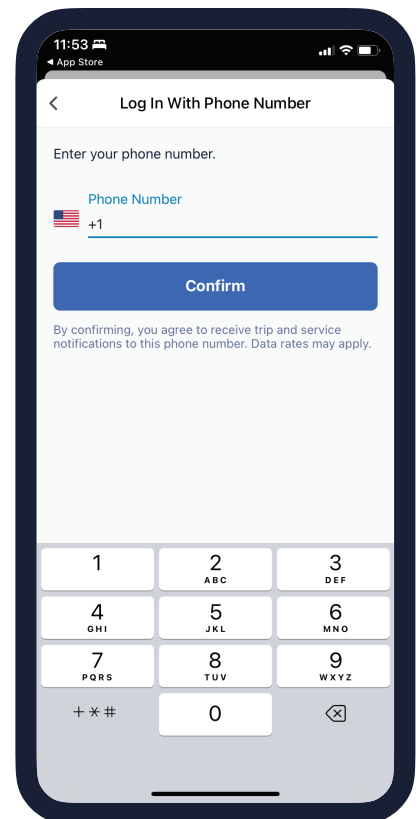 11:53
◀ App Store
Log In With Phone Number
Enter your phone number.
Phone Number
+1
Confirm
By confirming, you agree to receive trip and service
notifications to this phone number. Data rates may apply.
1
2
ABC
3
DEF
4
GHI
5
JKL
6
MNO
7
PQRS
8
TUV
9
WXYZ
+*#
0